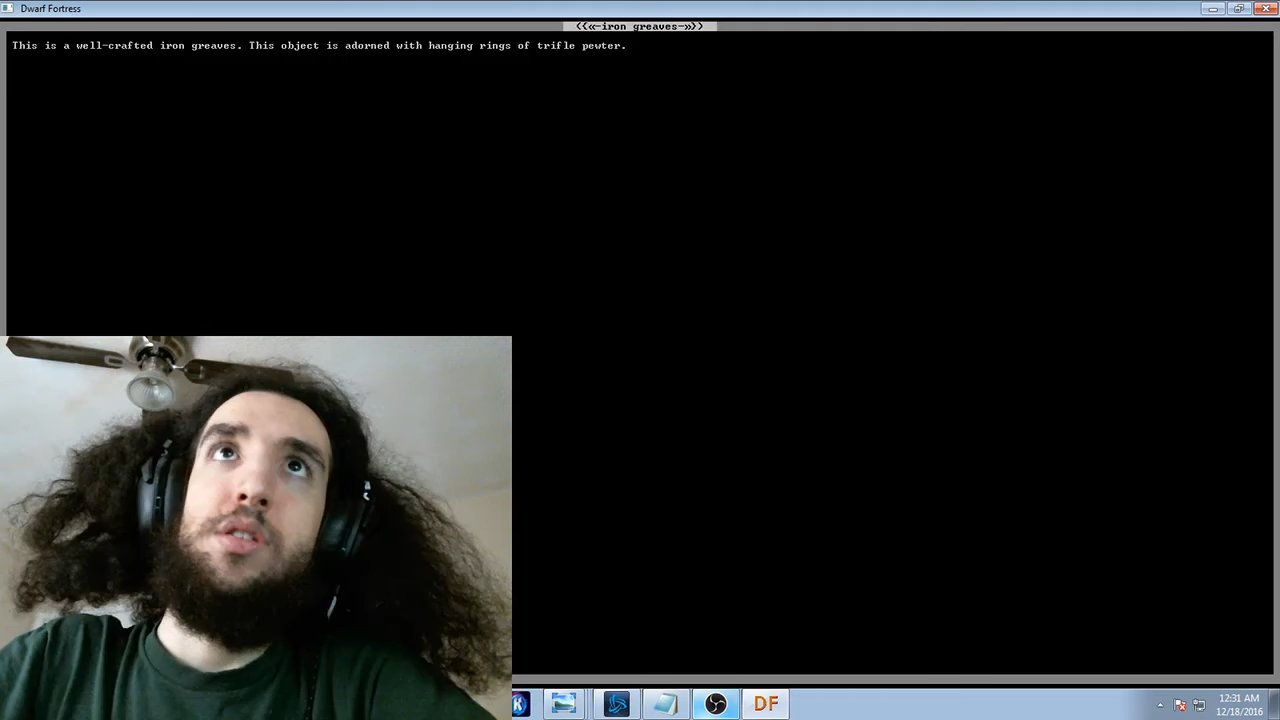 Dwarf Fortress
((«-iron greaves-»))
This is a well-crafted iron greaves. This object is adorned with hanging rings of trifle pewter.
K
DF
12:31 AM
12/18/2016